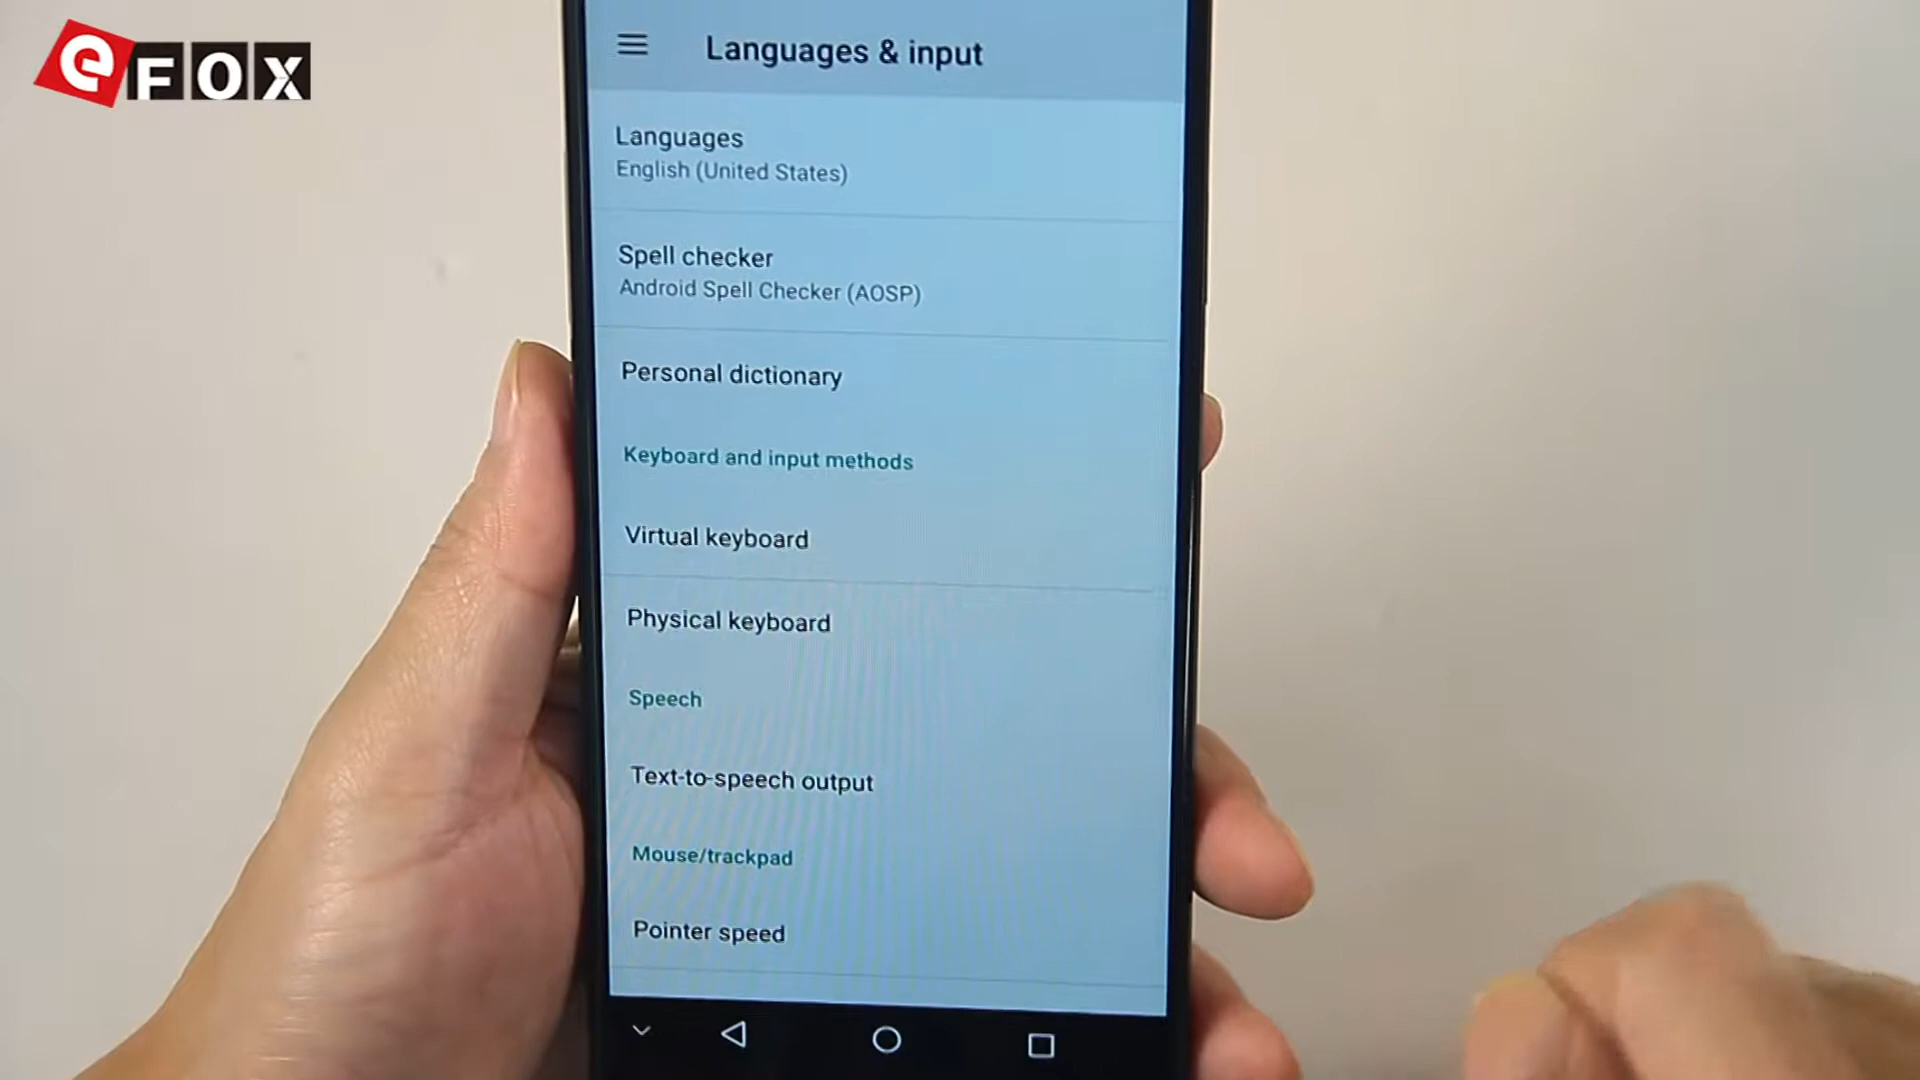 eFOX
Languages & input
Languages
English (United States)
Spell checker
Android Spell Checker (AOSP)
Personal dictionary
Keyboard and input methods
Virtual keyboard
Physical keyboard
Speech
Text-to-speech output
Mouse/trackpad
Pointer speed